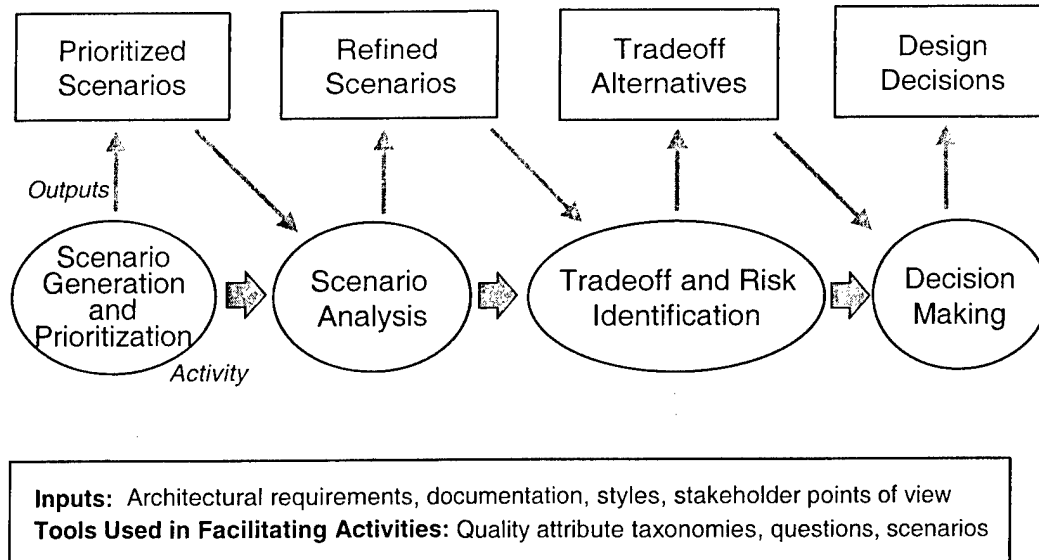 Prioritized
Scenarios
Refined
Scenarios
Tradeoff
Alternatives
Design
Decisions
Outputs
Scenario
Generation
and
Prioritization
Activity
Scenario
Analysis
Tradeoff and Risk
Identification
Decision
Making
Inputs: Architectural requirements, documentation, styles, stakeholder points of view
Tools Used in Facilitating Activities: Quality attribute taxonomies, questions, scenarios